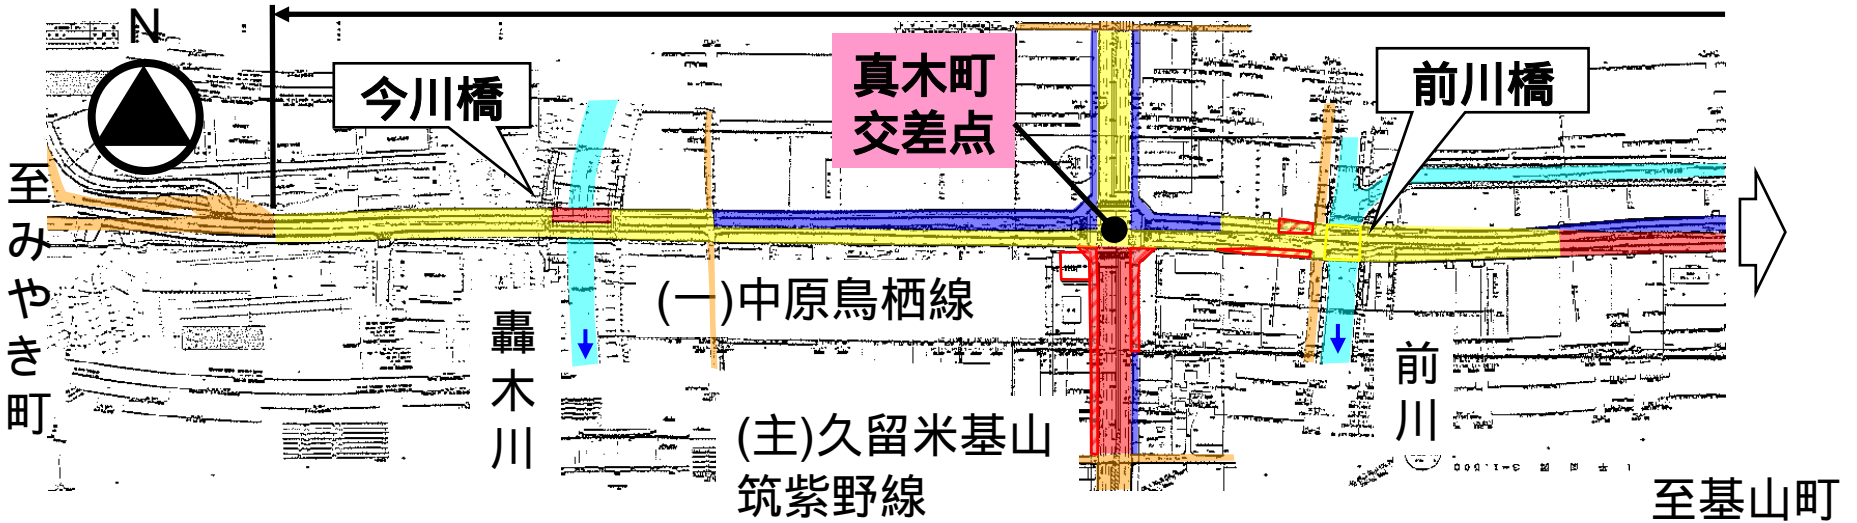 N
今川橋
真木町
交差点
前川橋
至みやき町
(一)中原鳥栖線
轟木川
前川
(主)久留米基山
筑紫野線
至基山町